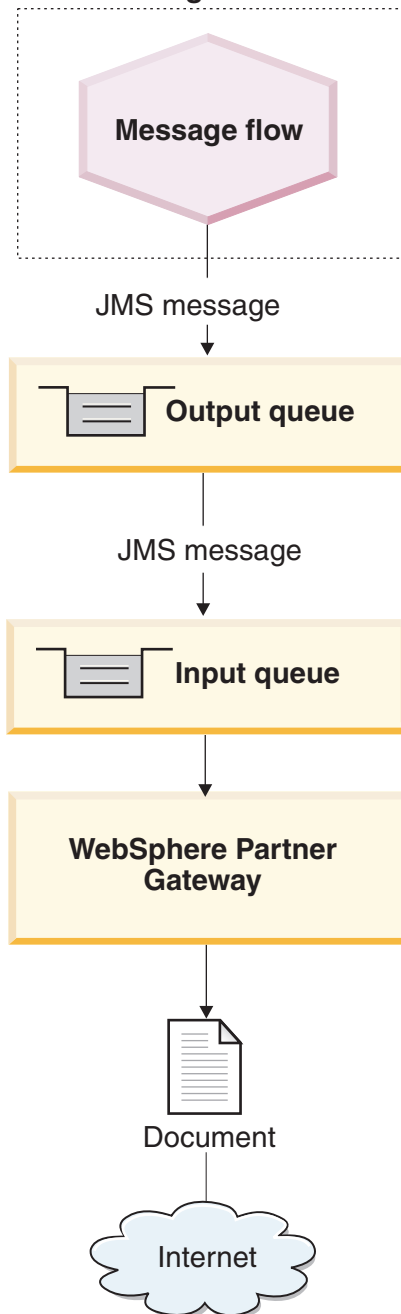 Message flow
JMS message
Output queue
JMS message
Input queue
WebSphere Partner
Gateway
Document
Internet